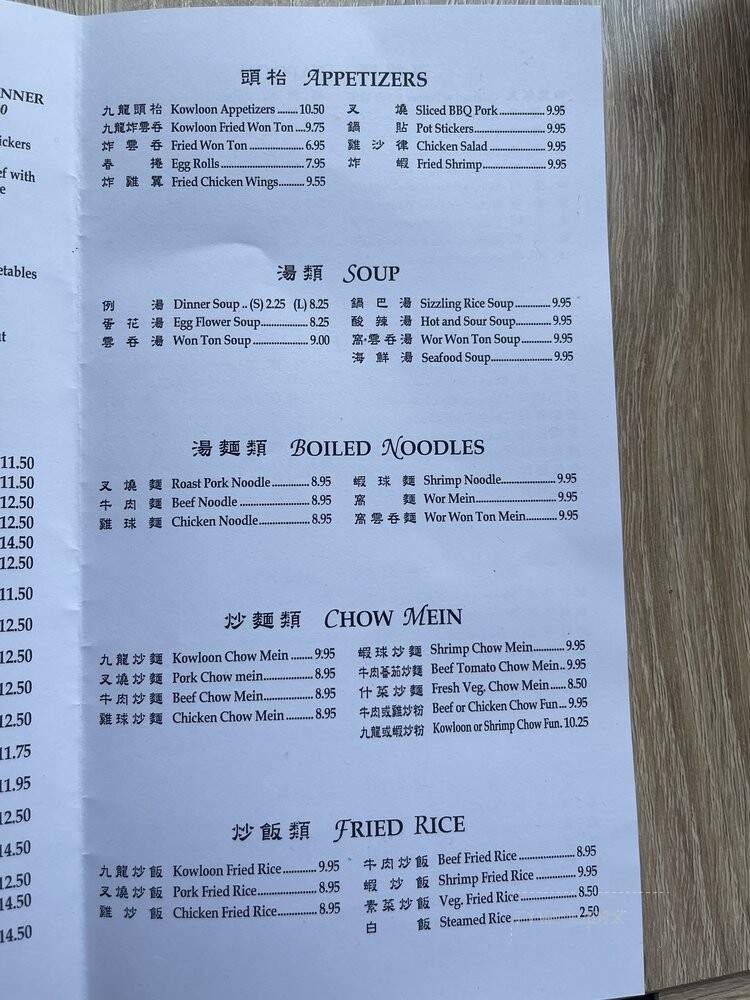 NNER
0
ickers
ef with
e
etables
ut
11.50
11.50
12.50
12.50
14.50
12.50
11.50
12.50
12.50
12.50
12.50
11.75
11.95
12.50
14.50
12.50
14.50
14.50
頭枱 APPETIZERS
九龍頭枱 Kowloon Appetizers ........ 10.50
九龍炸雲吞 Kowloon Fried Won Ton ...9.75
炸雲吞 Fried Won Ton ................. 6.95
春捲 Egg Rolls ......................... 7.95
炸雞翼 Fried Chicken Wings.......... 9.55
叉燒 Sliced BBQ Pork .................. 9.95
鍋貼 Pot Stickers.......................... 9.95
雞沙律 Chicken Salad ..................... 9.95
炸蝦 Fried Shrimp....................... 9.95
湯類 SOUP
例湯 Dinner Soup .. (S) 2.25 (L) 8.25
蛋花湯 Egg Flower Soup................. 8.25
雲吞湯 Won Ton Soup .................. 9.00
鍋巴湯 Sizzling Rice Soup .............. 9.95
酸辣湯 Hot and Sour Soup.............. 9.95
窩雲吞湯 Wor Won Ton Soup ............ 9.95
海鮮湯 Seafood Soup...................... 9.95
湯麵類 BOILED NOODLES
叉燒麵 Roast Pork Noodle ............. 8.95
牛肉麵 Beef Noodle ....................... 8.95
雞球麵 Chicken Noodle................. 8.95
蝦球麵 Shrimp Noodle.................... 9.95
窩麵 Wor Mein............................ 9.95
窩雲吞麵 Wor Won Ton Mein............ 9.95
炒麵類 CHOW MEIN
九龍炒麵 Kowloon Chow Mein ....... 9.95
叉燒炒麵 Pork Chow mein............... 8.95
牛肉炒麵 Beef Chow Mein............... 8.95
雞球炒麵 Chicken Chow Mein ......... 8.95
蝦球炒麵 Shrimp Chow Mein........... 9.95
牛肉蕃茄炒麵 Beef Tomato Chow Mein.. 9.95
什菜炒麵 Fresh Veg. Chow Mein ..... 8.50
牛肉或雞炒粉 Beef or Chicken Chow Fun ... 9.95
九龍或蝦炒粉 Kowloon or Shrimp Chow Fun. 10.25
炒飯類 FRIED RICE
九龍炒飯 Kowloon Fried Rice........... 9.95
叉燒炒飯 Pork Fried Rice.................. 8.95
雞炒飯 Chicken Fried Rice............ 8.95
牛肉炒飯 Beef Fried Rice ................. 8.95
蝦炒飯 Shrimp Fried Rice............. 9.95
素菜炒飯 Veg. Fried Rice................. 8.50
白飯 Steamed Rice .................... 2.50